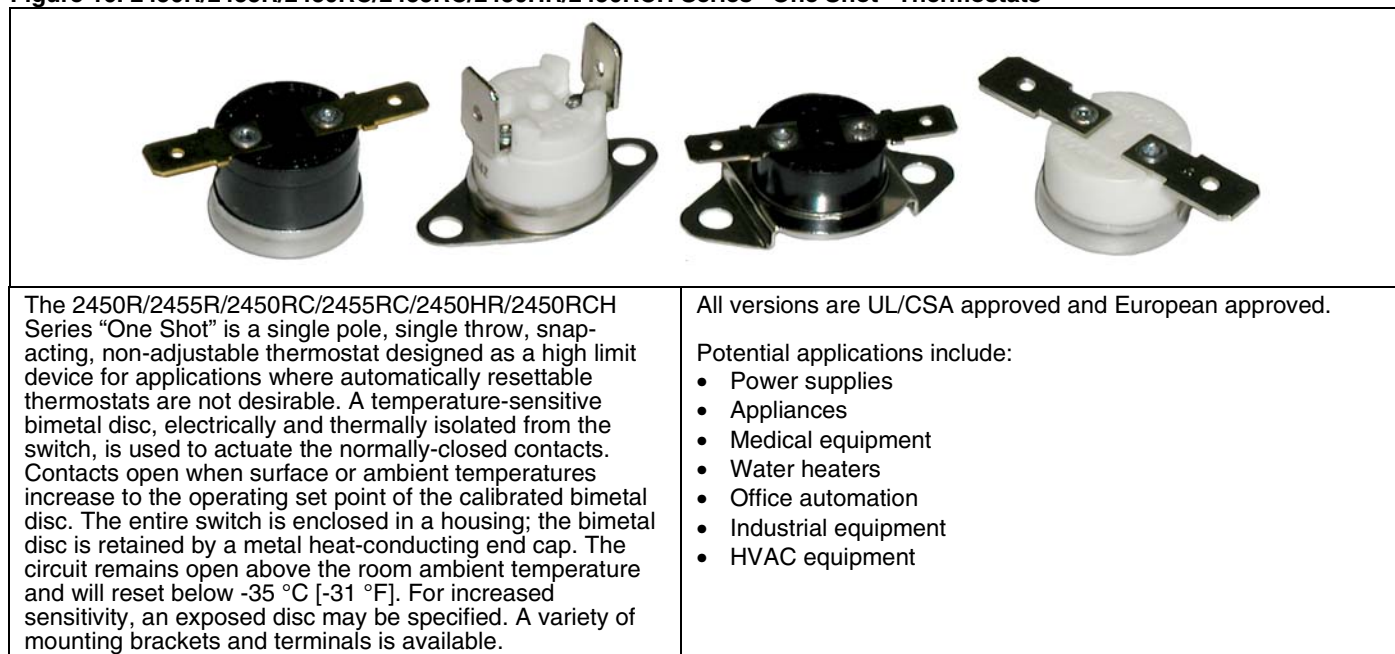 The 2450R/2455R/2450RC/2455RC/2450HR/2450RCH
Series “One Shot” is a single pole, single throw, snap-
acting, non-adjustable thermostat designed as a high limit
device for applications where automatically resettable
thermostats are not desirable. A temperature-sensitive
bimetal disc, electrically and thermally isolated from the
switch, is used to actuate the normally-closed contacts.
Contacts open when surface or ambient temperatures
increase to the operating set point of the calibrated bimetal
disc. The entire switch is enclosed in a housing; the bimetal
disc is retained by a metal heat-conducting end cap. The
circuit remains open above the room ambient temperature
and will reset below -35 °C [-31 °F]. For increased
sensitivity, an exposed disc may be specified. A variety of
mounting brackets and terminals is available.
All versions are UL/CSA approved and European approved.
Potential applications include:
• Power supplies
• Appliances
• Medical equipment
• Water heaters
• Office automation
• Industrial equipment
• HVAC equipment